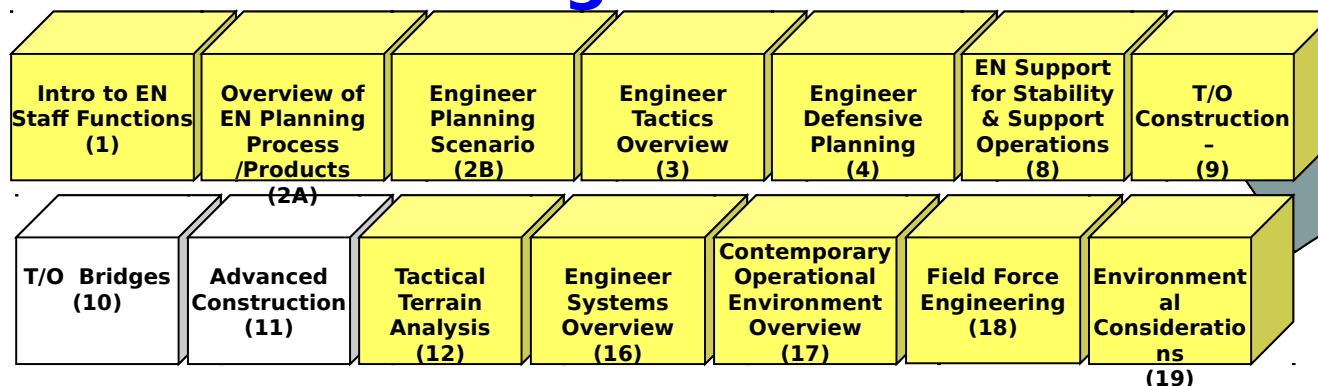 Intro to EN
Staff Functions
(1)
Overview of
EN Planning
Process
/Products
(2A)
Engineer
Planning
Scenario
(2B)
Engineer
Tactics
Overview
(3)
Engineer
Defensive
Planning
(4)
EN Support
for Stability
& Support
Operations
(8)
T/O
Construction
–
(9)
T/O Bridges
(10)
Advanced
Construction
(11)
Tactical
Terrain
Analysis
(12)
Engineer
Systems
Overview
(16)
Contemporary
Operational
Environment
Overview
(17)
Field Force
Engineering
(18)
Environment
al
Consideratio
ns
(19)